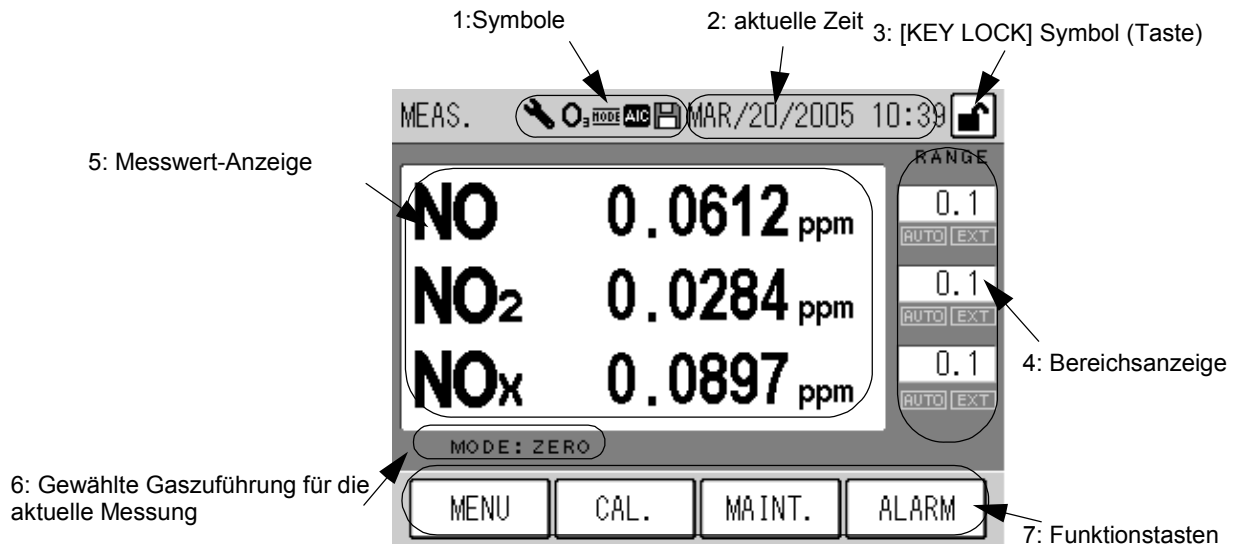 1:Symbole
2: aktuelle Zeit
3: [KEY LOCK] Symbol (Taste)
MEAS. O3 MODE AIC MAR/20/2005 10:39
5: Messwert-Anzeige
RANGE
NO 0.0612 ppm
0.1
AUTO EXT
NO2 0.0284 ppm
0.1
AUTO EXT
4: Bereichsanzeige
NOx 0.0897 ppm
0.1
AUTO EXT
MODE: ZERO
6: Gewählte Gaszuführung für die
aktuelle Messung
MENU CAL. MAINT. ALARM
7: Funktionstasten